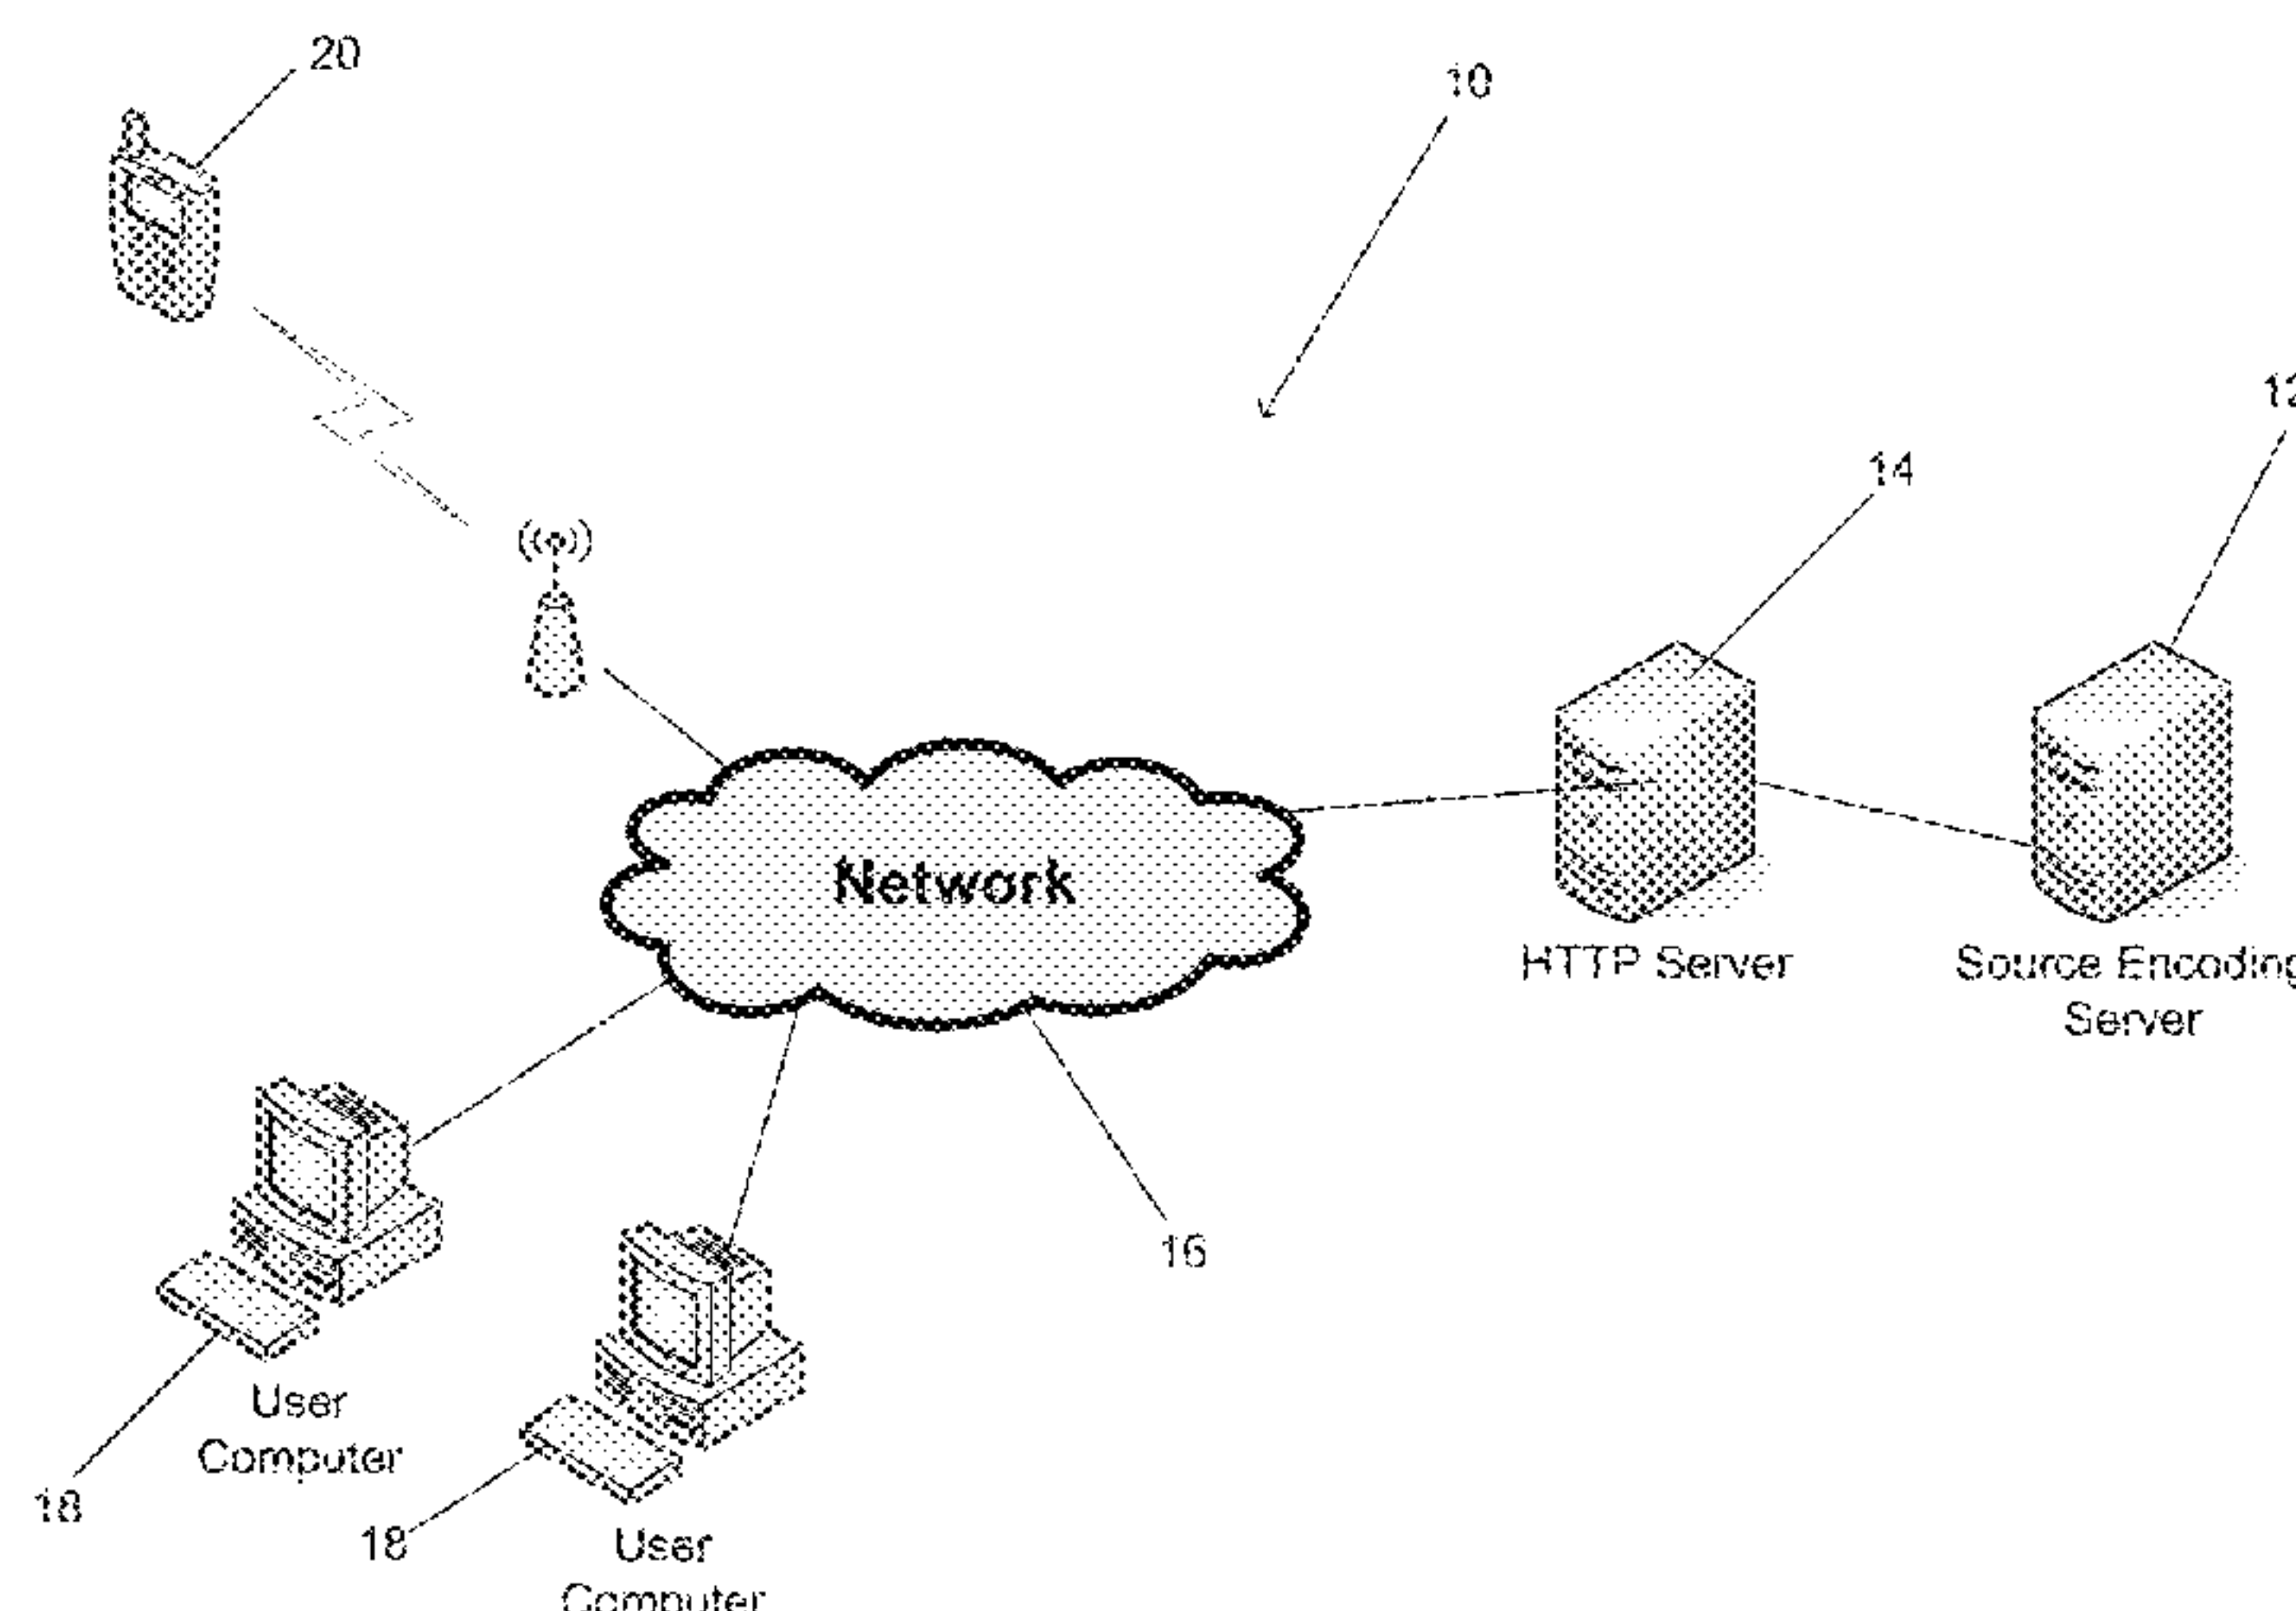 20
10
12
14
Network
HTTP Server
Source Encoding
Server
16
User
Computer
18
18
User
Computer